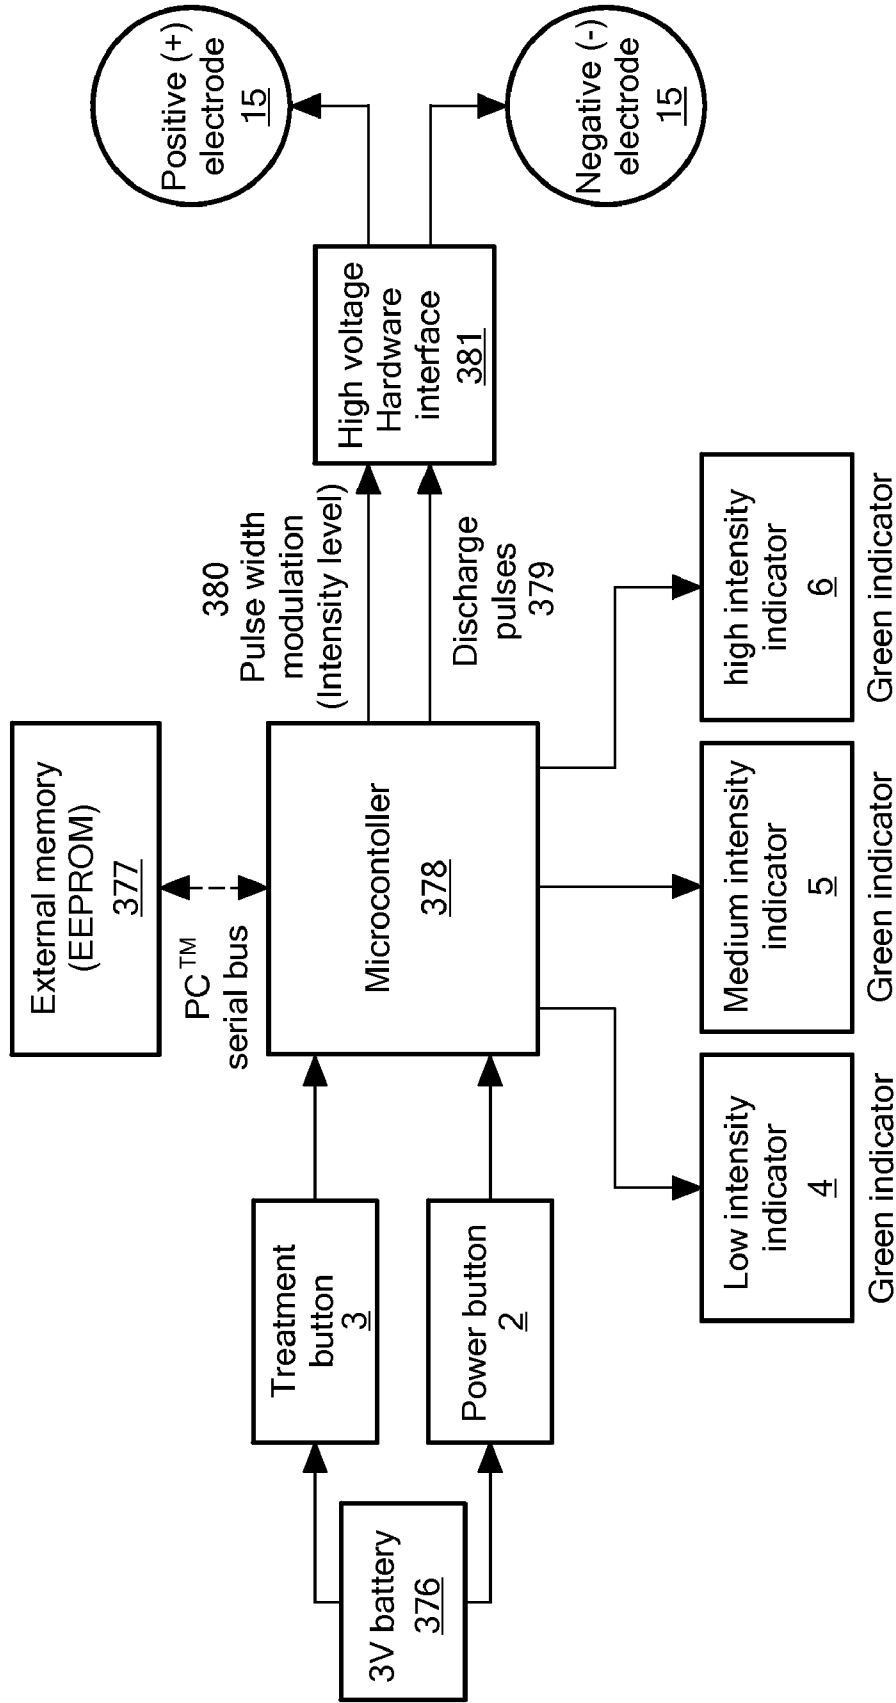 External memory
(EEPROM)
377
PC™
serial bus
3V battery
376
Treatment
button
3
Power button
2
Microcontoller
378
380
Pulse width
modulation
(Intensity level)
Discharge
pulses
379
High voltage
Hardware
interface
381
Positive (+)
electrode
15
Negative (-)
electrode
15
Low intensity
indicator
4
Green indicator
Medium intensity
indicator
5
Green indicator
high intensity
indicator
6
Green indicator